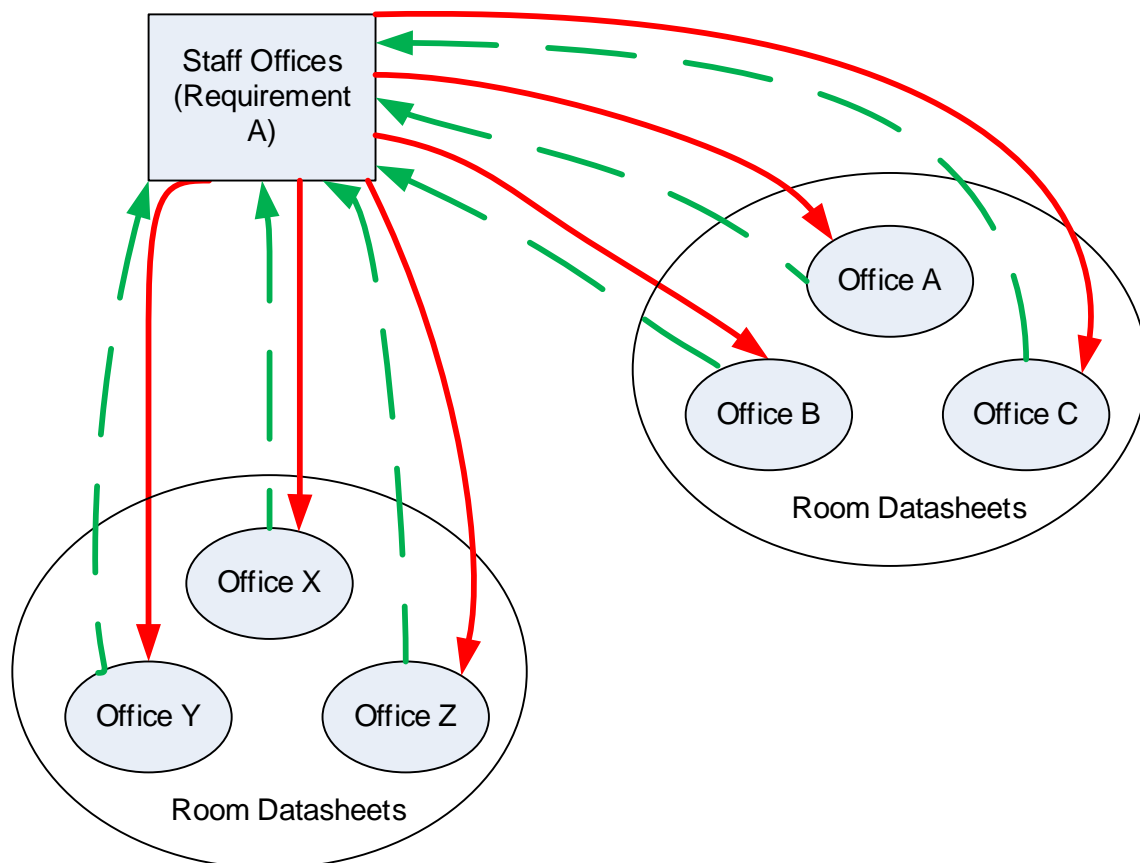 Staff Offices
(Requirement
A)
Office A
Office B
Office C
Room Datasheets
Office X
Office Y
Office Z
Room Datasheets